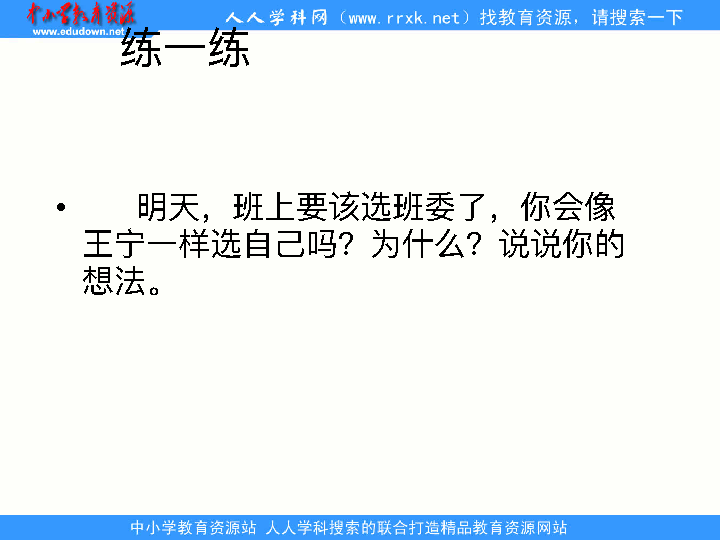 中小学教育资源
www.edudown.net
人人学科网（www.rrxk.net）找教育资源，请搜索一下
练一练
• 明天，班上要该选班委了，你会像
王宁一样选自己吗？为什么？说说你的
想法。
中小学教育资源站 人人学科搜索的联合打造精品教育资源网站